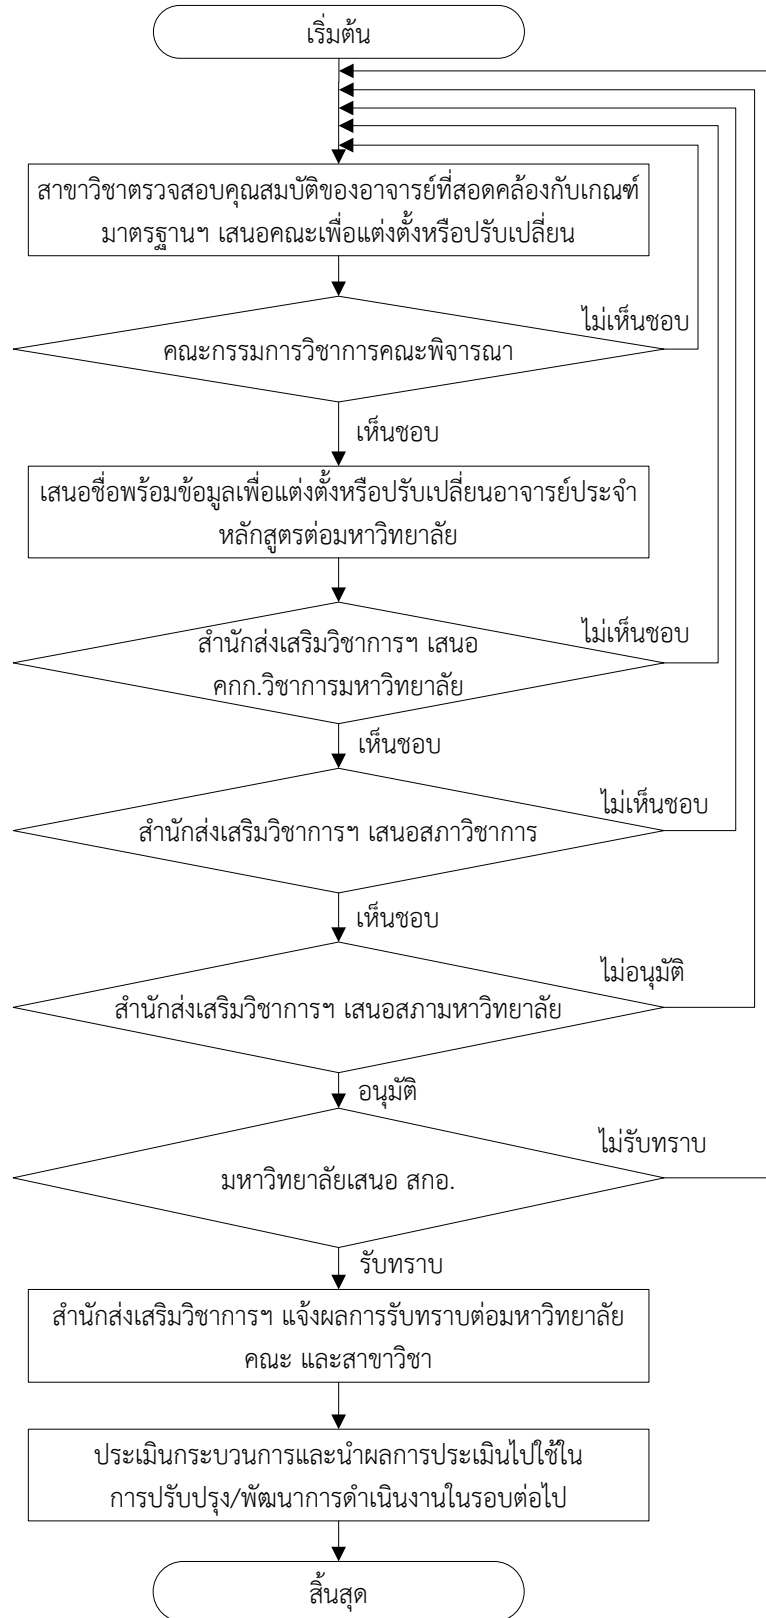 เริ่มต้น
สาขาวิชาตรวจสอบคุณสมบัติของอาจารย์ที่สอดคล้องกับเกณฑ์
มาตรฐานฯ เสนอคณะเพื่อแต่งตั้งหรือปรับเปลี่ยน
ไม่เห็นชอบ
คณะกรรมการวิชาการคณะพิจารณา
เห็นชอบ
เสนอชื่อพร้อมข้อมูลเพื่อแต่งตั้งหรือปรับเปลี่ยนอาจารย์ประจำ
หลักสูตรต่อมหาวิทยาลัย
ไม่เห็นชอบ
สำนักส่งเสริมวิชาการฯ เสนอ
คกก.วิชาการมหาวิทยาลัย
เห็นชอบ
ไม่เห็นชอบ
สำนักส่งเสริมวิชาการฯ เสนอสภาวิชาการ
เห็นชอบ
ไม่อนุมัติ
สำนักส่งเสริมวิชาการฯ เสนอสภามหาวิทยาลัย
อนุมัติ
ไม่รับทราบ
มหาวิทยาลัยเสนอ สกอ.
รับทราบ
สำนักส่งเสริมวิชาการฯ แจ้งผลการรับทราบต่อมหาวิทยาลัย
คณะ และสาขาวิชา
ประเมินกระบวนการและนำผลการประเมินไปใช้ใน
การปรับปรุง/พัฒนาการดำเนินงานในรอบต่อไป
สิ้นสุด